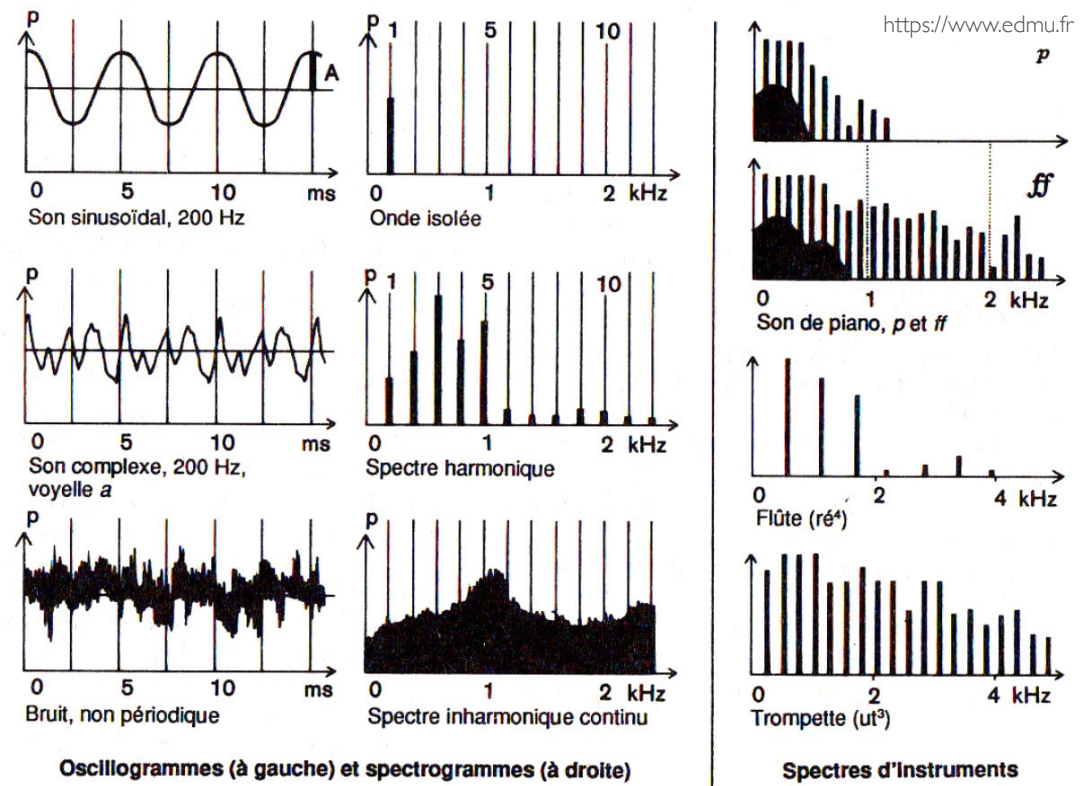 https://www.edmu.fr
p
A
0 5 10 ms
Son sinusoïdal, 200 Hz
p
1 5 10
0 1 2 kHz
Onde isolée
p
0 5 10 ms
Son complexe, 200 Hz,
voyelle a
p
1 5 10
0 1 2 kHz
Spectre harmonique
p
0 5 10 ms
Bruit, non périodique
p
0 1 2 kHz
Spectre inharmonique continu
Oscillogrammes (à gauche) et spectrogrammes (à droite)
p
ff
0 1 2 kHz
Son de piano, p et ff
0 2 4 kHz
Flûte (ré⁴)
0 2 4 kHz
Trompette (ut³)
Spectres d'Instruments